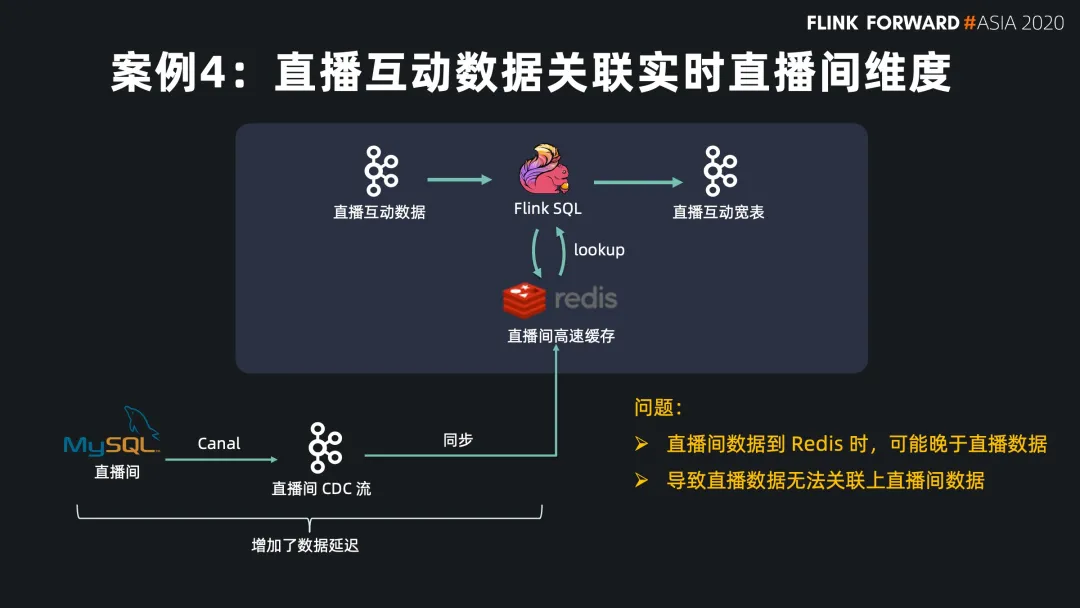 FLINK FORWARD #ASIA 2020
案例4：直播互动数据关联实时直播间维度
直播互动数据
Flink SQL
直播互动宽表
lookup
redis
直播间高速缓存
MySQL
直播间
Canal
直播间 CDC 流
同步
增加了数据延迟
问题：
➢ 直播间数据到 Redis 时，可能晚于直播数据
➢ 导致直播数据无法关联上直播间数据